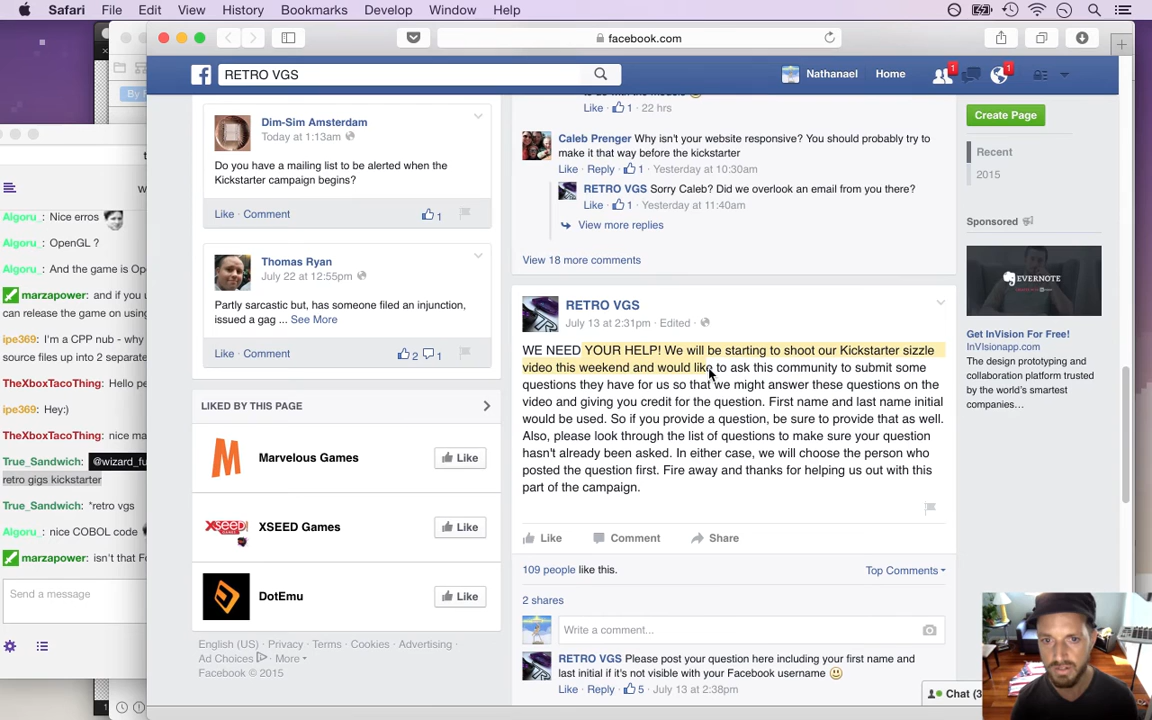 Safari File Edit View History Bookmarks Develop Window Help
facebook.com
RETRO VGS
Nathanael Home
1
1
By
Algoru_: Nice erros
Algoru_: OpenGL ?
Algoru_: And the game is Op
marzapower: and if you
can release the game on using
ipe369: I'm a CPP nub - why
source files up into 2 separate
TheXboxTacoThing: Hello pe
ipe369: Hey:)
TheXboxTacoThing: nice ma
True_Sandwich: @wizard_fu
retro gigs kickstarter
True_Sandwich: *retro vgs
Algoru_: nice COBOL code
marzapower: isn't that Fo
Send a message
Dim-Sim Amsterdam
Today at 1:13am
Do you have a mailing list to be alerted when the
Kickstarter campaign begins?
Like · Comment 1
Thomas Ryan
July 22 at 12:55pm
Partly sarcastic but, has someone filed an injunction,
issued a gag ... See More
Like · Comment 2 1
LIKED BY THIS PAGE
Marvelous Games Like
XSEED Games Like
DotEmu Like
English (US) · Privacy · Terms · Cookies · Advertising ·
Ad Choices · More
Facebook © 2015
Like · 1 · 22 hrs
Caleb Prenger Why isn't your website responsive? You should probably try to
make it that way before the kickstarter
Like · Reply · 1 · Yesterday at 10:30am
RETRO VGS Sorry Caleb? Did we overlook an email from you there?
Like · 1 · Yesterday at 11:40am
View more replies
View 18 more comments
RETRO VGS
July 13 at 2:31pm · Edited ·
WE NEED YOUR HELP! We will be starting to shoot our Kickstarter sizzle
video this weekend and would like to ask this community to submit some
questions they have for us so that we might answer these questions on the
video and giving you credit for the question. First name and last name initial
would be used. So if you provide a question, be sure to provide that as well.
Also, please look through the list of questions to make sure your question
hasn't already been asked. In either case, we will choose the person who
posted the question first. Fire away and thanks for helping us out with this
part of the campaign.
Like Comment Share
109 people like this. Top Comments
2 shares
Write a comment...
RETRO VGS Please post your question here including your first name and
last initial if it's not visible with your Facebook username
Like · Reply · 5 · July 13 at 2:38pm
Create Page
Recent
2015
Sponsored
EVERNOTE
Get InVision For Free!
InVisionapp.com
The design prototyping and
collaboration platform trusted
by the world's smartest
companies...
Chat (3